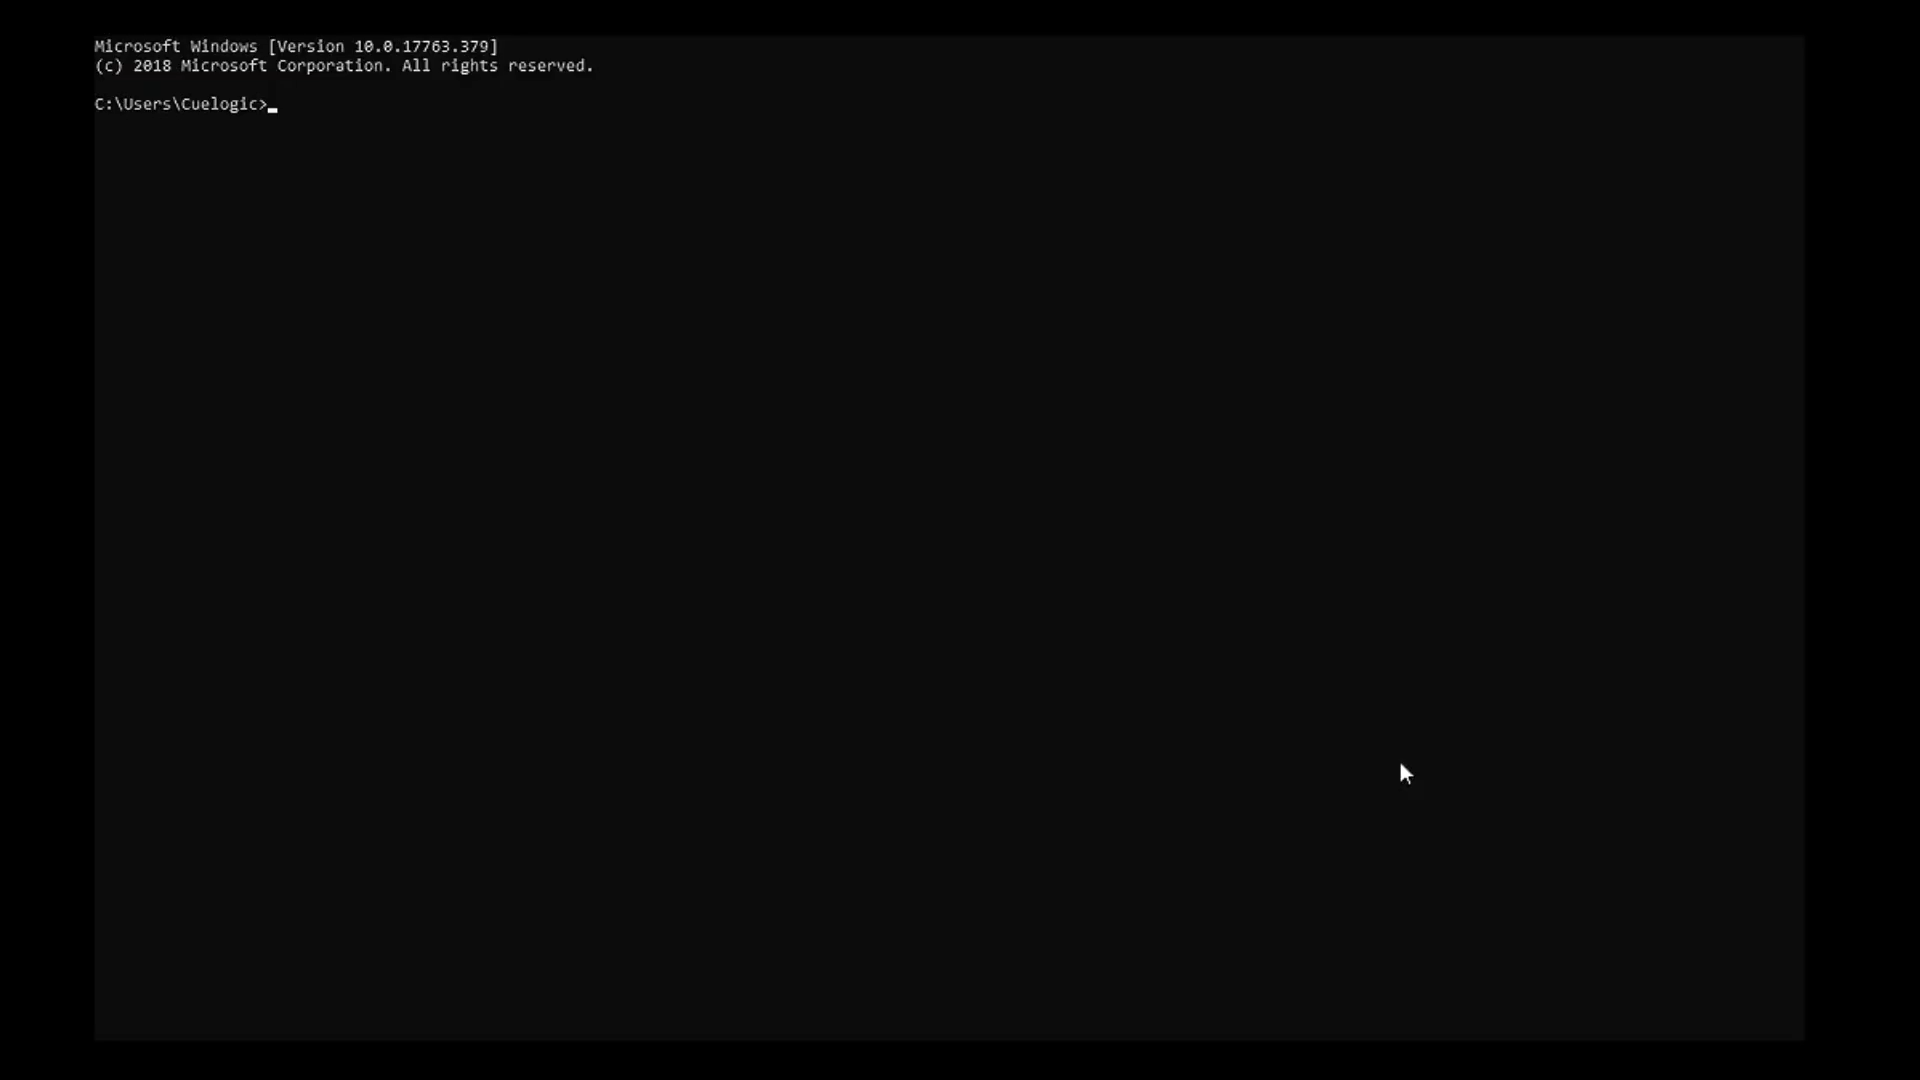 Microsoft Windows [Version 10.0.17763.379]
(c) 2018 Microsoft Corporation. All rights reserved.
C:\Users\Cuelogic>